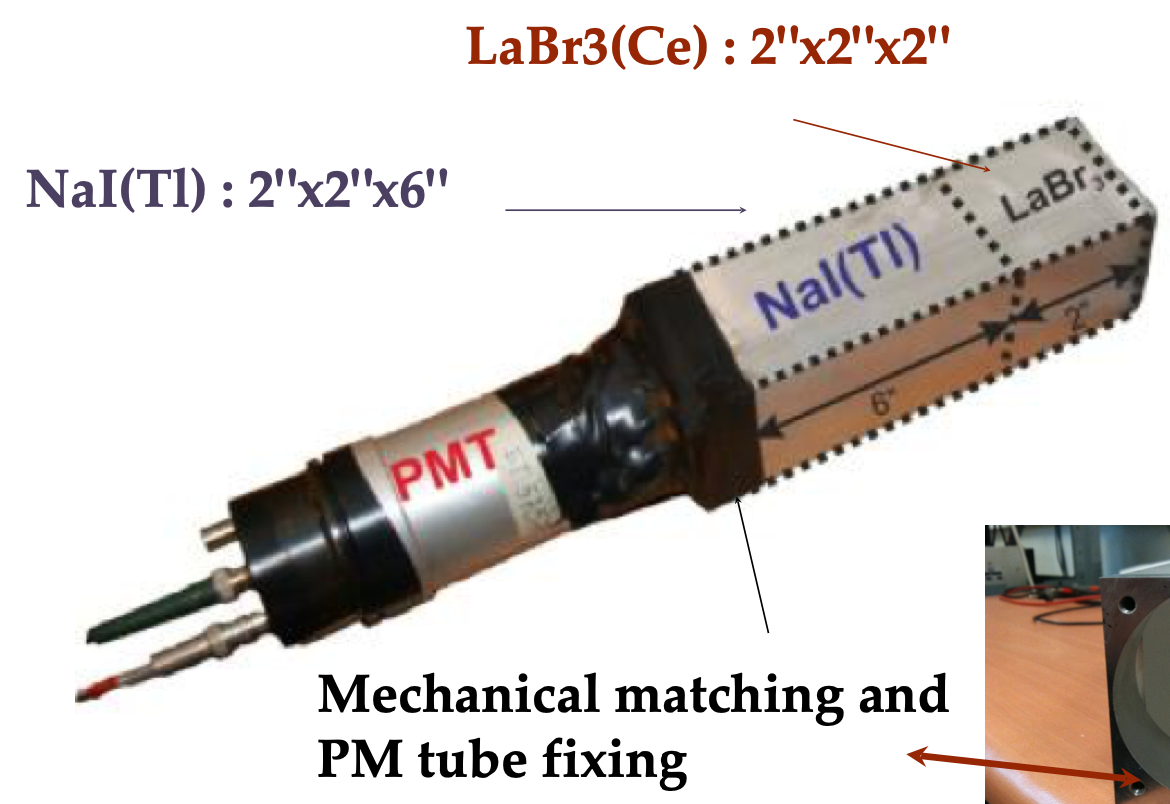 LaBr3(Ce) : 2"x2"x2"
NaI(Tl) : 2"x2"x6"
LaBr3
NaI(Tl)
2"
6"
PMT
Mechanical matching and
PM tube fixing